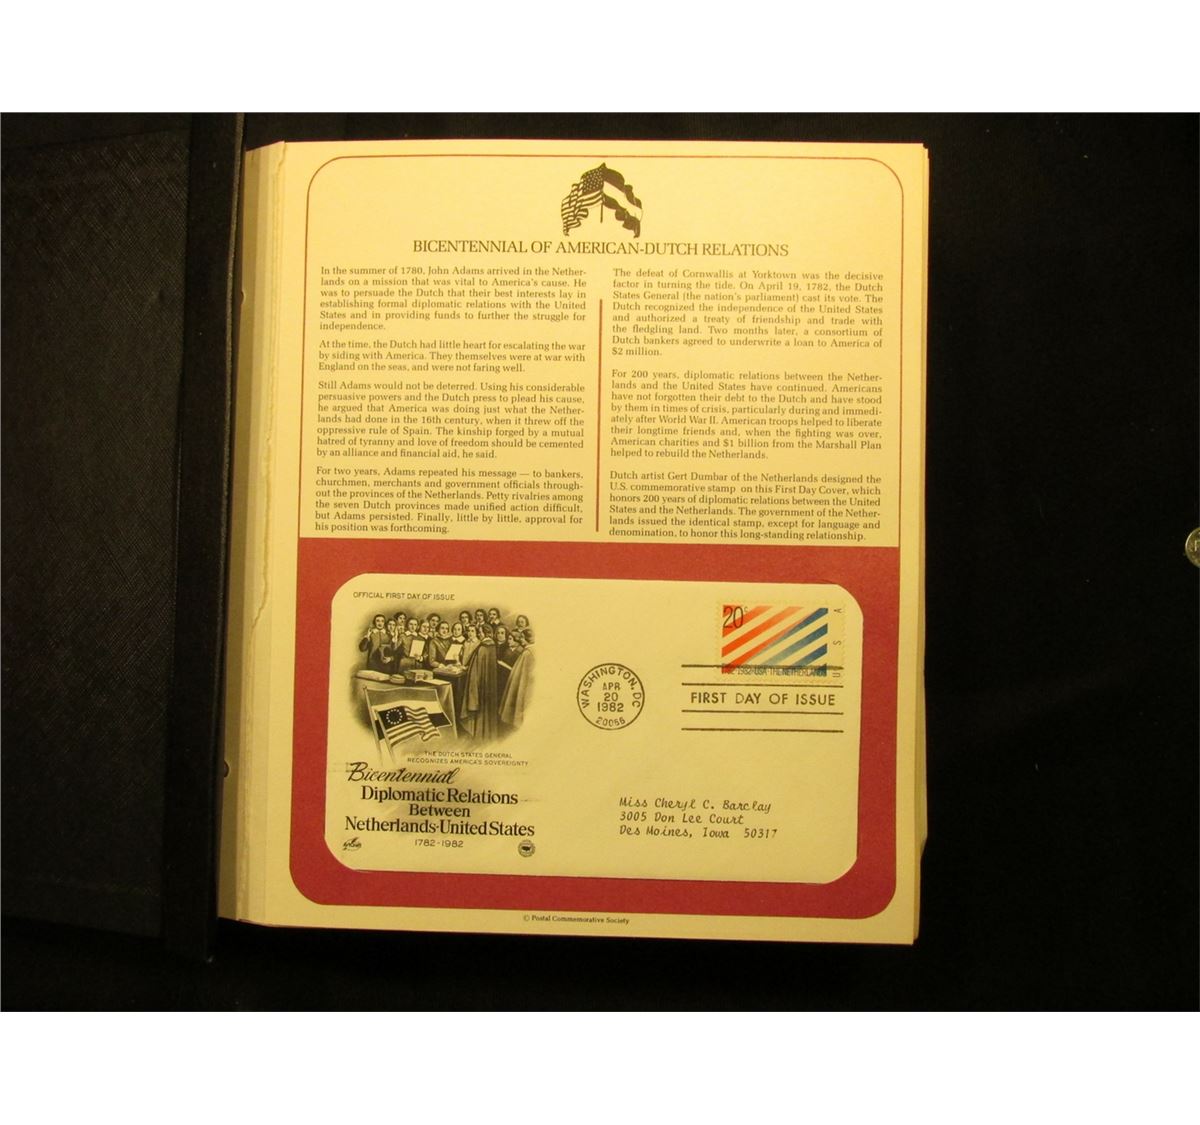 BICENTENNIAL OF AMERICAN-DUTCH RELATIONS
In the summer of 1780, John Adams arrived in the Nether-
lands on a mission that was vital to America's cause. He
was to persuade the Dutch that their best interests lay in
establishing formal diplomatic relations with the United
States and in providing funds to further the struggle for
independence.
At the time, the Dutch had little heart for escalating the war
by siding with America. They themselves were at war with
England on the seas, and were not faring well.
Still Adams would not be deterred. Using his considerable
persuasive powers and the Dutch press to plead his cause,
he argued that America was doing just what the Nether-
lands had done in the 16th century, when it threw off the
oppressive rule of Spain. The kinship forged by a mutual
hatred of tyranny and love of freedom should be cemented
by an alliance and financial aid, he said.
For two years, Adams repeated his message — to bankers,
churchmen, merchants and government officials through-
out the provinces of the Netherlands. Petty rivalries among
the seven Dutch provinces made unified action difficult,
but Adams persisted. Finally, little by little, approval for
his position was forthcoming.
The defeat of Cornwallis at Yorktown was the decisive
factor in turning the tide. On April 19, 1782, the Dutch
States General (the nation's parliament) cast its vote. The
Dutch recognized the independence of the United States
and authorized a treaty of friendship and trade with
the fledgling land. Two months later, a consortium of
Dutch bankers agreed to underwrite a loan to America of
$2 million.
For 200 years, diplomatic relations between the Nether-
lands and the United States have continued. Americans
have not forgotten their debt to the Dutch and have stood
by them in times of crisis, particularly during and immedi-
ately after World War II. American troops helped to liberate
their longtime friends and, when the fighting was over,
American charities and $1 billion from the Marshall Plan
helped to rebuild the Netherlands.
Dutch artist Gert Dumbar of the Netherlands designed the
U.S. commemorative stamp on this First Day Cover, which
honors 200 years of diplomatic relations between the United
States and the Netherlands. The government of the Nether-
lands issued the identical stamp, except for language and
denomination, to honor this long-standing relationship.
OFFICIAL FIRST DAY OF ISSUE
THE DUTCH STATES GENERAL
RECOGNIZES AMERICA'S SOVEREIGNTY
Bicentennial
Diplomatic Relations
Between
Netherlands-United States
1782-1982
WASHINGTON, DC
APR
20
1982
20066
20c
USA
1982·USA·THE NETHERLANDS
FIRST DAY OF ISSUE
Miss Cheryl C. Barclay
3005 Don Lee Court
Des Moines, Iowa 50317
© Postal Commemorative Society